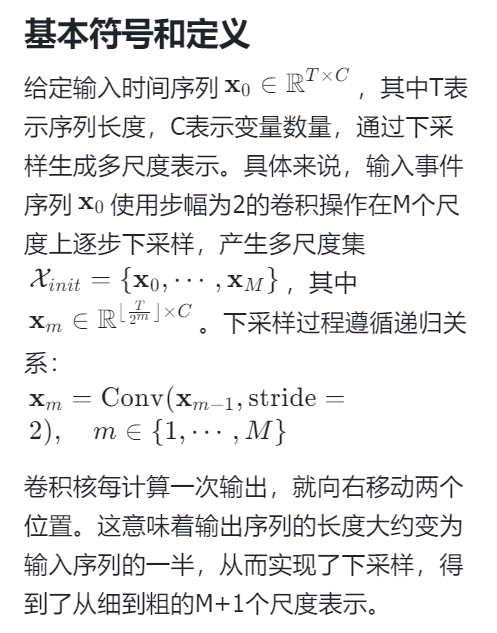 基本符号和定义
给定输入时间序列 $\mathbf{x}_0 \in \mathbb{R}^{T \times C}$ ，其中T表
示序列长度，C表示变量数量，通过下采
样生成多尺度表示。具体来说，输入事件
序列 $\mathbf{x}_0$ 使用步幅为2的卷积操作在M个尺
度上逐步下采样，产生多尺度集
$\mathcal{X}_{init} = \{\mathbf{x}_0, \cdots, \mathbf{x}_M\}$ ，其中
$\mathbf{x}_m \in \mathbb{R}^{\lfloor \frac{T}{2^m} \rfloor \times C}$ 。下采样过程遵循递归关
系：
$\mathbf{x}_m = \mathrm{Conv}(\mathbf{x}_{m-1}, \mathrm{stride} =$
$2), \quad m \in \{1, \cdots, M\}$
卷积核每计算一次输出，就向右移动两个
位置。这意味着输出序列的长度大约变为
输入序列的一半，从而实现了下采样，得
到了从细到粗的M+1个尺度表示。